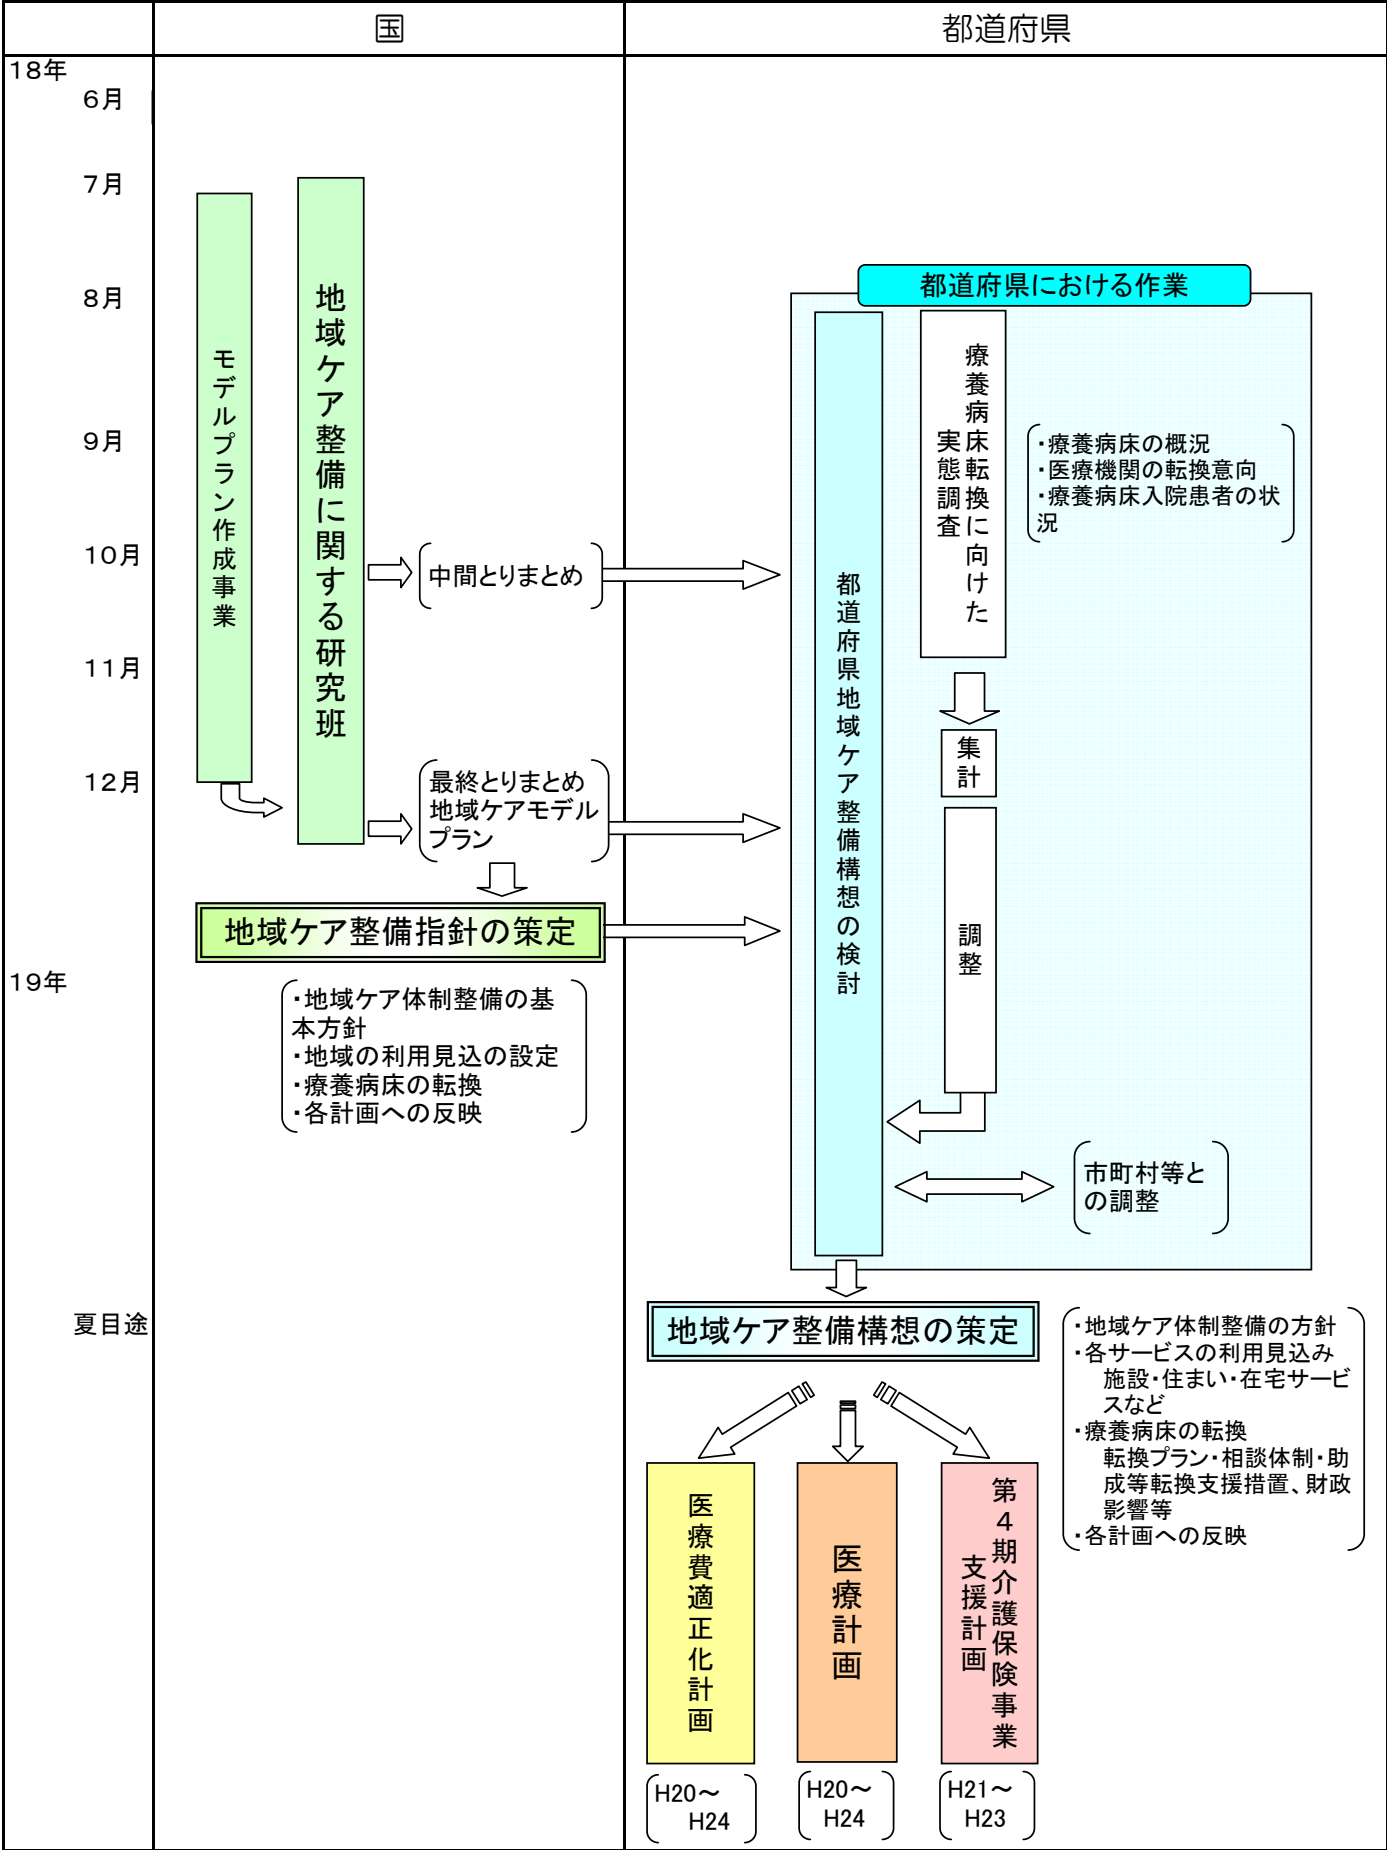 国
都道府県
18年
6月
7月
8月
9月
10月
11月
12月
19年
夏目途
モデルプラン作成事業
地域ケア整備に関する研究班
中間とりまとめ
最終とりまとめ
地域ケアモデル
プラン
地域ケア整備指針の策定
・地域ケア体制整備の基
本方針
・地域の利用見込の設定
・療養病床の転換
・各計画への反映
都道府県における作業
都道府県地域ケア整備構想の検討
療養病床転換に向けた
実態調査
・療養病床の概況
・医療機関の転換意向
・療養病床入院患者の状
況
集計
調整
市町村等と
の調整
地域ケア整備構想の策定
・地域ケア体制整備の方針
・各サービスの利用見込み
施設・住まい・在宅サービ
スなど
・療養病床の転換
転換プラン・相談体制・助
成等転換支援措置、財政
影響等
・各計画への反映
医療費適正化計画
医療計画
第4期介護保険事業
支援計画
H20～
H24
H20～
H24
H21～
H23